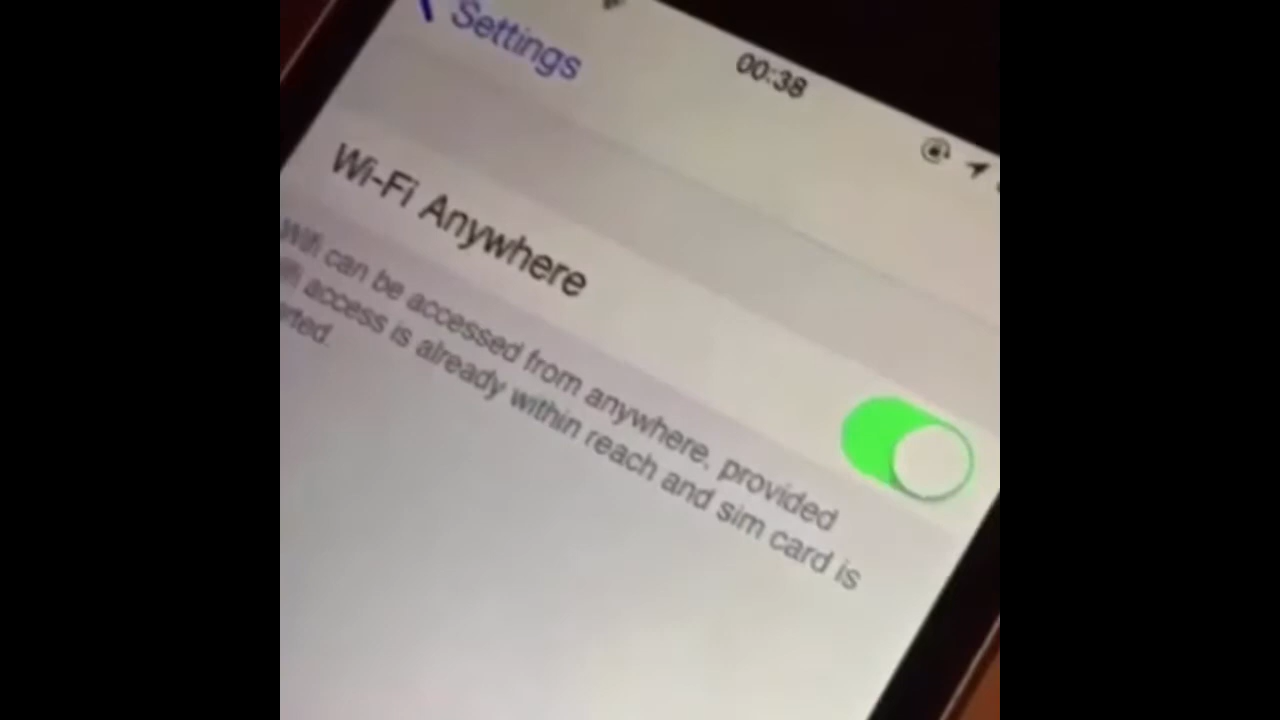 Settings
00:38
Wi-Fi Anywhere
Wifi can be accessed from anywhere, provided
access is already within reach and sim card is